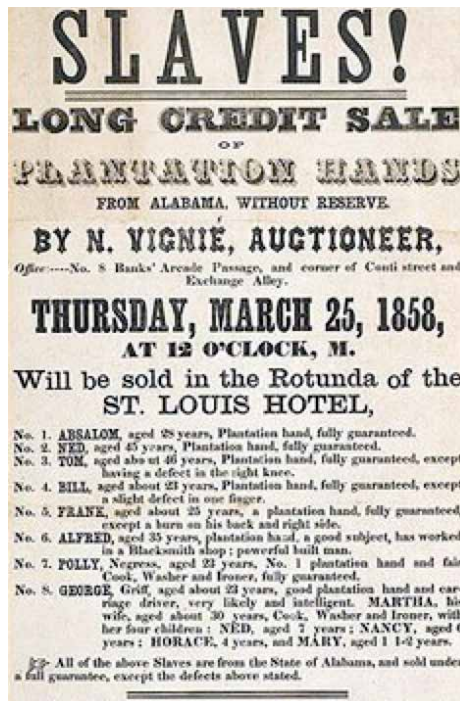 SLAVES!
LONG CREDIT SALE
OF
PLANTATION HANDS
FROM ALABAMA, WITHOUT RESERVE.
BY N. VIGNIÉ, AUCTIONEER,
Office:----No. 8 Banks' Arcade Passage, and corner of Conti street and
Exchange Alley.
THURSDAY, MARCH 25, 1858,
AT 12 O'CLOCK, M.
Will be sold in the Rotunda of the
ST. LOUIS HOTEL,
No. 1. ABSALOM, aged 28 years, Plantation hand, fully guaranteed.
No. 2. NED, aged 45 years, Plantation hand, fully guaranteed.
No. 3. TOM, aged about 46 years, Plantation hand, fully guaranteed, except
having a defect in the right knee.
No. 4. BILL, aged about 23 years, Plantation hand, fully guaranteed, except
a slight defect in one finger.
No. 5. FRANK, aged about 25 years, a plantation hand, fully guaranteed,
except a burn on his back and right side.
No. 6. ALFRED, aged 35 years, plantation hand, a good subject, has worked
in a Blacksmith shop; powerful built man.
No. 7. POLLY, Negress, aged 23 years, No. 1 plantation hand and fair
Cook, Washer and Ironer, fully guaranteed.
No. 8. GEORGE, Griff, aged about 23 years, good plantation hand and car-
riage driver, very likely and intelligent. MARTHA, his
wife, aged about 30 years, Cook, Washer and Ironer, with
her four children: NED, aged 7 years; NANCY, aged 6
years; HORACE, 4 years, and MARY, aged 1 1-2 years.
All of the above Slaves are from the State of Alabama, and sold under
a full guarantee, except the defects above stated.